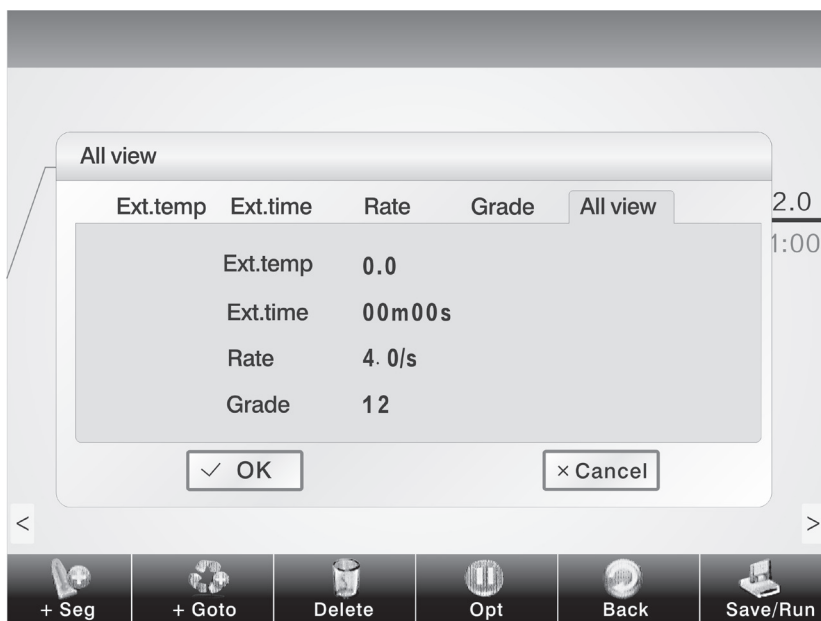 All view
Ext.temp Ext.time Rate Grade All view
2.0
1:00
Ext.temp 0.0
Ext.time 00m00s
Rate 4.0/s
Grade 12
✓ OK × Cancel
< >
+ Seg + Goto Delete Opt Back Save/Run